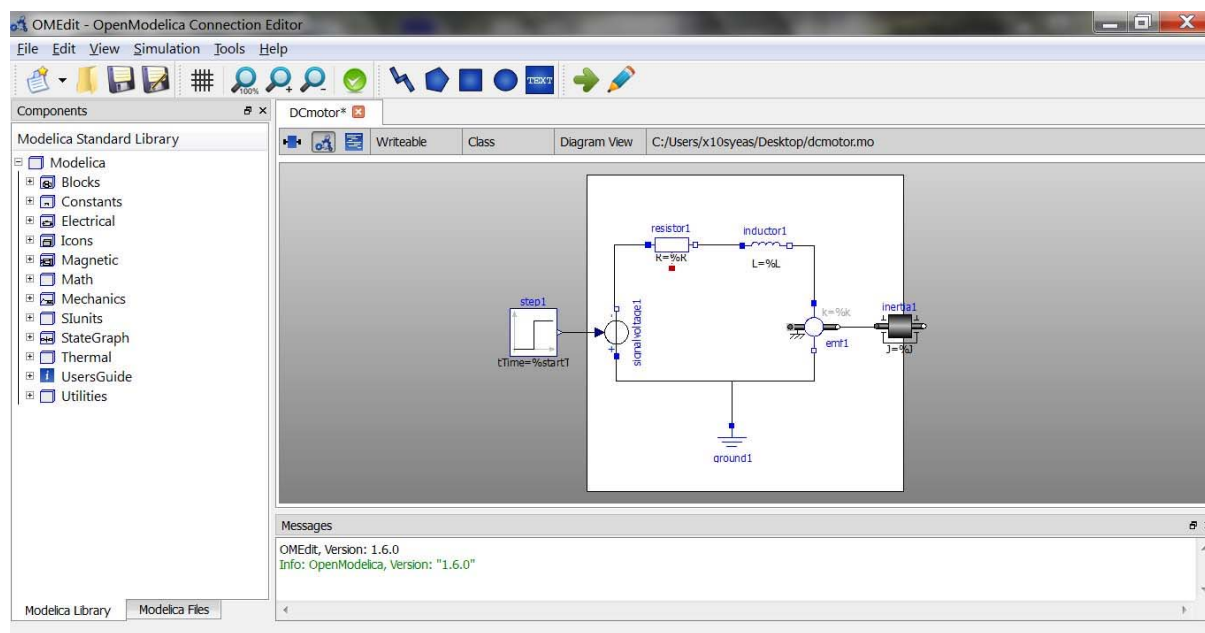 OMEdit - OpenModelica Connection Editor
File Edit View Simulation Tools Help
100%
TEXT
Components
DCmotor*
Modelica Standard Library
Writeable
Class
Diagram View
C:/Users/x10syeas/Desktop/dcmotor.mo
Modelica
Blocks
Constants
Electrical
Icons
Magnetic
Math
Mechanics
SIunits
StateGraph
Thermal
UsersGuide
Utilities
resistor1
R=%R
inductor1
L=%L
step1
tTime=%startT
signalvoltage1
k=%k
emf1
inertia1
J=%J
ground1
Messages
OMEdit, Version: 1.6.0
Info: OpenModelica, Version: "1.6.0"
Modelica Library
Modelica Files